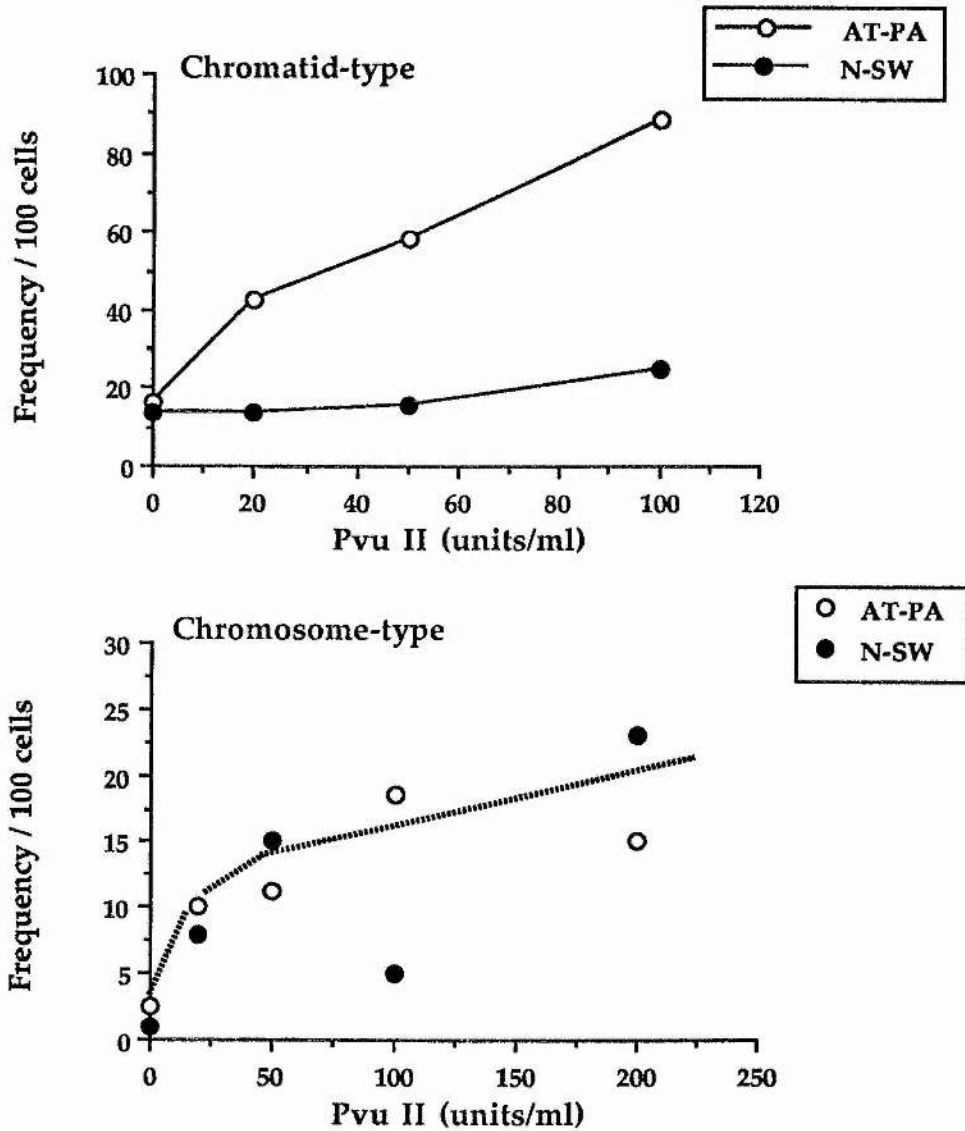 AT-PA
N-SW
Chromatid-type
100
80
60
40
20
0
Frequency / 100 cells
0 20 40 60 80 100 120
Pvu II (units/ml)
AT-PA
N-SW
Chromosome-type
30
25
20
15
10
5
0
Frequency / 100 cells
0 50 100 150 200 250
Pvu II (units/ml)